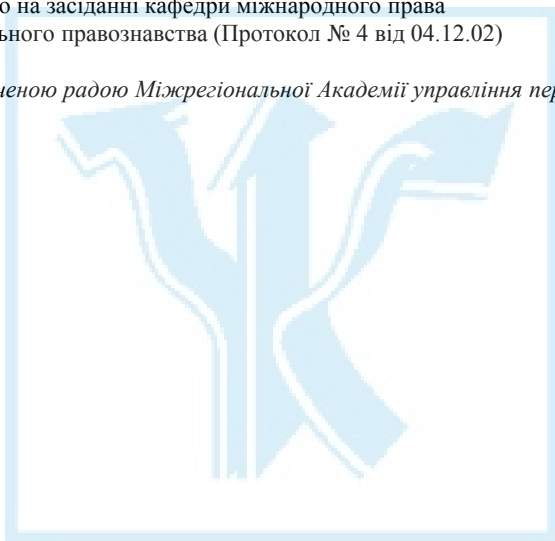 о на засіданні кафедри міжнародного права
ьного правознавства (Протокол № 4 від 04.12.02)
ченою радою Міжрегіональної Академії управління пер